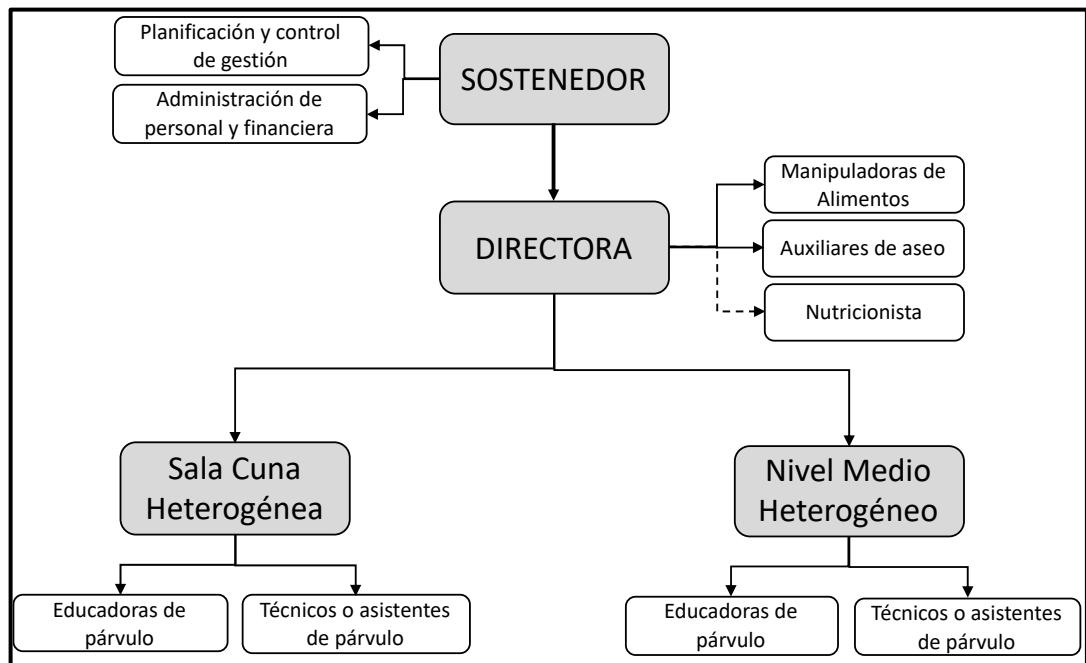 Planificación y control
de gestión
SOSTENEDOR
Administración de
personal y financiera
Manipuladoras de
Alimentos
DIRECTORA
Auxiliares de aseo
Nutricionista
Sala Cuna
Heterogénea
Nivel Medio
Heterogéneo
Educadoras de
párvulo
Técnicos o asistentes
de párvulo
Educadoras de
párvulo
Técnicos o asistentes
de párvulo